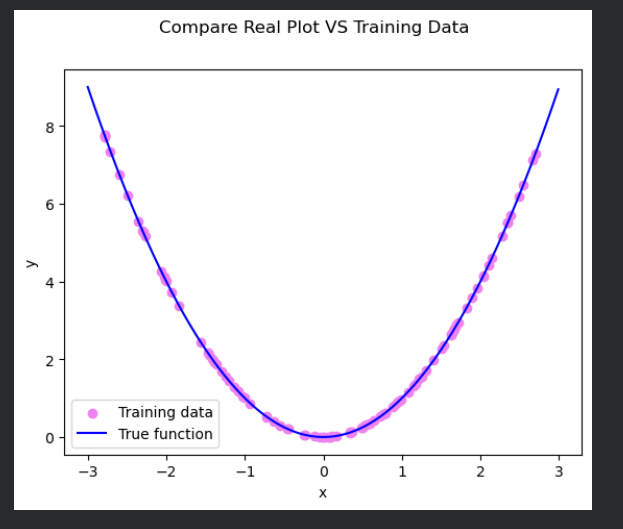 Compare Real Plot VS Training Data
y
8
6
4
2
0
Training data
True function
−3
−2
−1
0
1
2
3
x